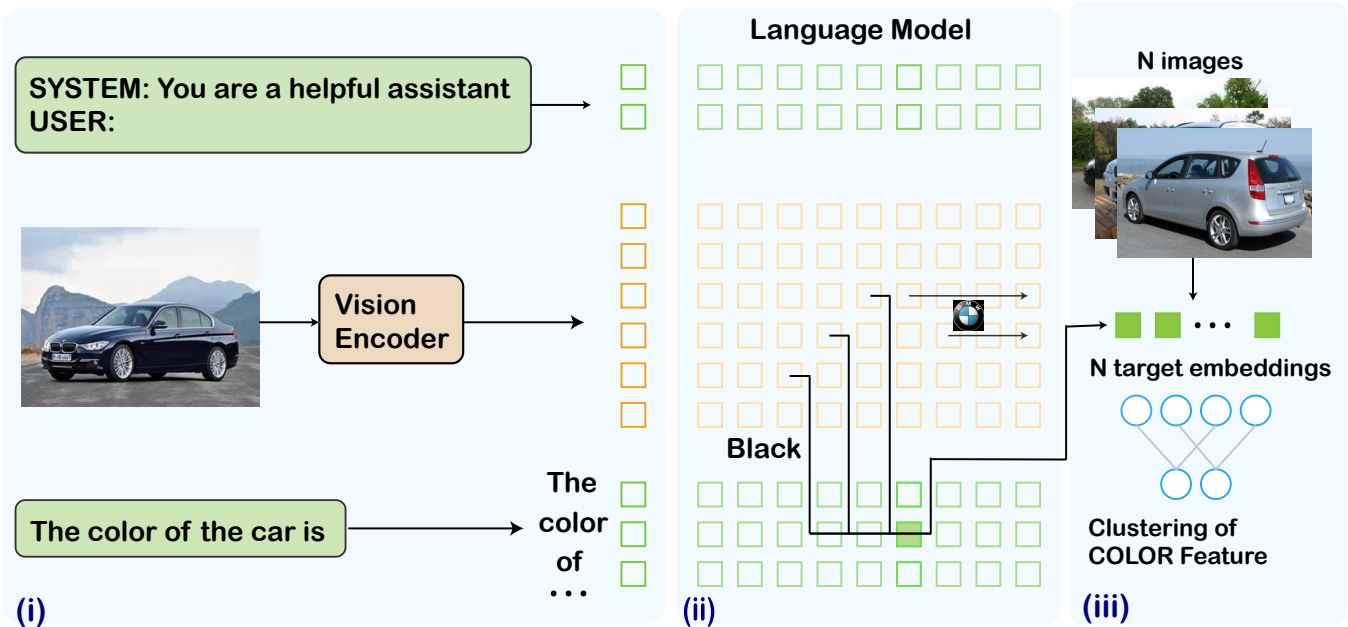 SYSTEM: You are a helpful assistant
USER:
Vision
Encoder
The color of the car is
The
color
of
...
(i)
Language Model
Black
(ii)
N images
...
N target embeddings
Clustering of
COLOR Feature
(iii)